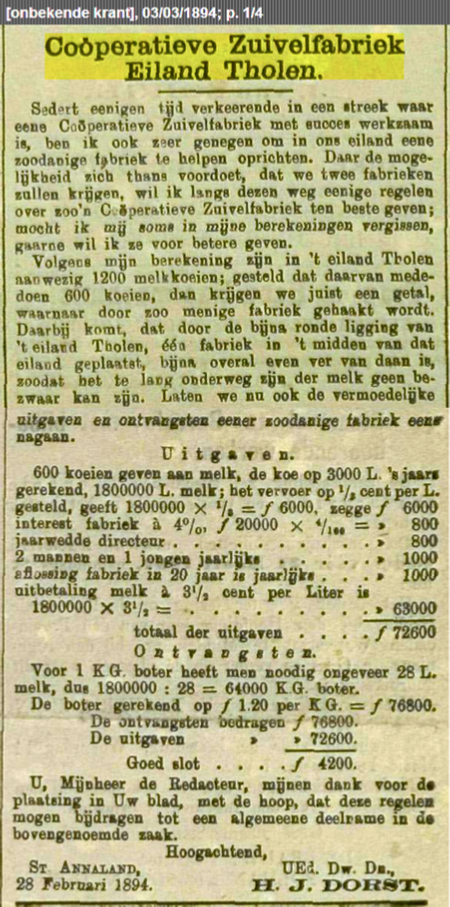 [onbekende krant], 03/03/1894; p. 1/4
Coöperatieve Zuivelfabriek
Eiland Tholen.
Sedert eenigen tijd verkeerende in een streek waar
eene Coöperatieve Zuivelfabriek met succes werkzaam
is, ben ik ook zeer genegen om in ons eiland eene
zoodanige fabriek te helpen oprichten. Daar de moge-
lijkheid zich thans voordoet, dat we twee fabrieken
zullen krijgen, wil ik langs dezen weg eenige regelen
over zoo'n Coöperatieve Zuivelfabriek ten beste geven;
mocht ik mij soms in mijne berekeningen vergissen,
gaarne wil ik ze voor betere geven.
Volgens mijn berekening zijn in 't eiland Tholen
aanwezig 1200 melkkoeien; gesteld dat daarvan mede-
doen 600 koeien, dan krijgen we juist een getal,
waarnaar door zoo menige fabriek gehaakt wordt.
Daarbij komt, dat door de bijna ronde ligging van
't eiland Tholen, één fabriek in 't midden van dat
eiland geplaatst, bijna overal even ver van daan is,
zoodat het te lang onderweg zijn der melk geen be-
zwaar kan zijn. Laten we nu ook de vermoedelijke
uitgaven en ontvangsten eener zoodanige fabriek eens
nagaan.
Uitgaven.
600 koeien geven aan melk, de koe op 3000 L. 's jaars
gerekend, 1800000 L. melk; het vervoer op 1/3 cent per L.
gesteld, geeft 1800000 × 1/3 = f 6000, zegge f 6000
interest fabriek à 4%, f 20000 × 4/100 = » 800
jaarwedde directeur . . . . . . . . . . » 800
2 mannen en 1 jongen jaarlijks . . . . . » 1000
aflossing fabriek in 20 jaar is jaarlijks . . . . » 1000
uitbetaling melk à 3 1/2 cent per Liter is
1800000 × 3 1/2 = . . . . . . . . » 63000
totaal der uitgaven . . . . f 72600
Ontvangsten.
Voor 1 K.G. boter heeft men noodig ongeveer 28 L.
melk, dus 1800000 : 28 = 64000 K.G. boter.
De boter gerekend op f 1.20 per KG. = f 76800.
De ontvangsten bedragen f 76800.
De uitgaven » » 72600.
Goed slot . . . . f 4200.
U, Mijnheer de Redacteur, mijnen dank voor de
plaatsing in Uw blad, met de hoop, dat deze regelen
mogen bijdragen tot een algemeene deelname in de
bovengenoemde zaak.
Hoogachtend,
St. Annaland, UEd. Dw. Dn.,
28 Februari 1894. H. J. DORST.